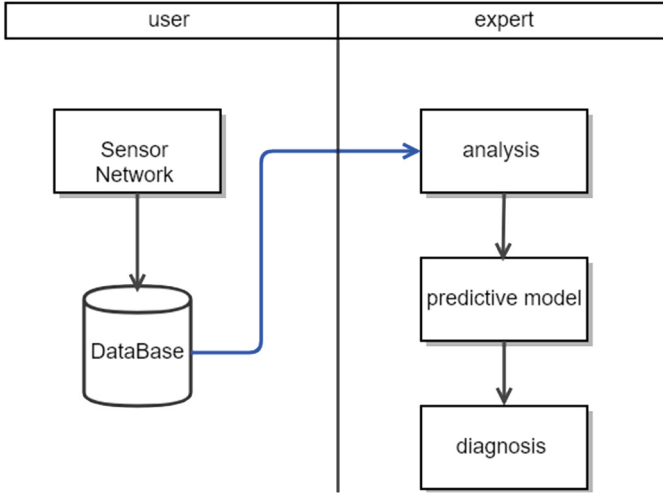 user
expert
Sensor
Network
analysis
predictive model
DataBase
diagnosis